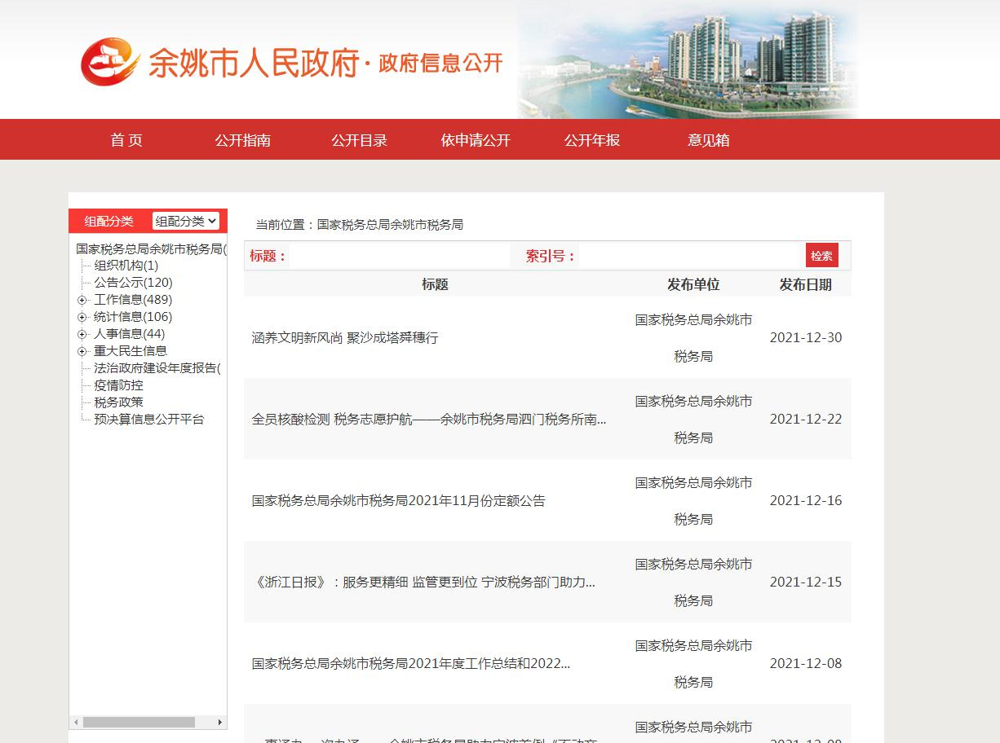 余姚市人民政府·政府信息公开
首 页 公开指南 公开目录 依申请公开 公开年报 意见箱
组配分类 组配分类
国家税务总局余姚市税务局(
组织机构(1)
公告公示(120)
工作信息(489)
统计信息(106)
人事信息(44)
重大民生信息
法治政府建设年度报告(
疫情防控
税务政策
预决算信息公开平台
当前位置：国家税务总局余姚市税务局
标题： 索引号： 检索
标题 发布单位 发布日期
涵养文明新风尚 聚沙成塔舜穗行 国家税务总局余姚市 2021-12-30
税务局
全员核酸检测 税务志愿护航——余姚市税务局泗门税务所南... 国家税务总局余姚市 2021-12-22
税务局
国家税务总局余姚市税务局2021年11月份定额公告 国家税务总局余姚市 2021-12-16
税务局
《浙江日报》：服务更精细 监管更到位 宁波税务部门助力... 国家税务总局余姚市 2021-12-15
税务局
国家税务总局余姚市税务局2021年度工作总结和2022... 国家税务总局余姚市 2021-12-08
税务局
国家税务总局余姚市